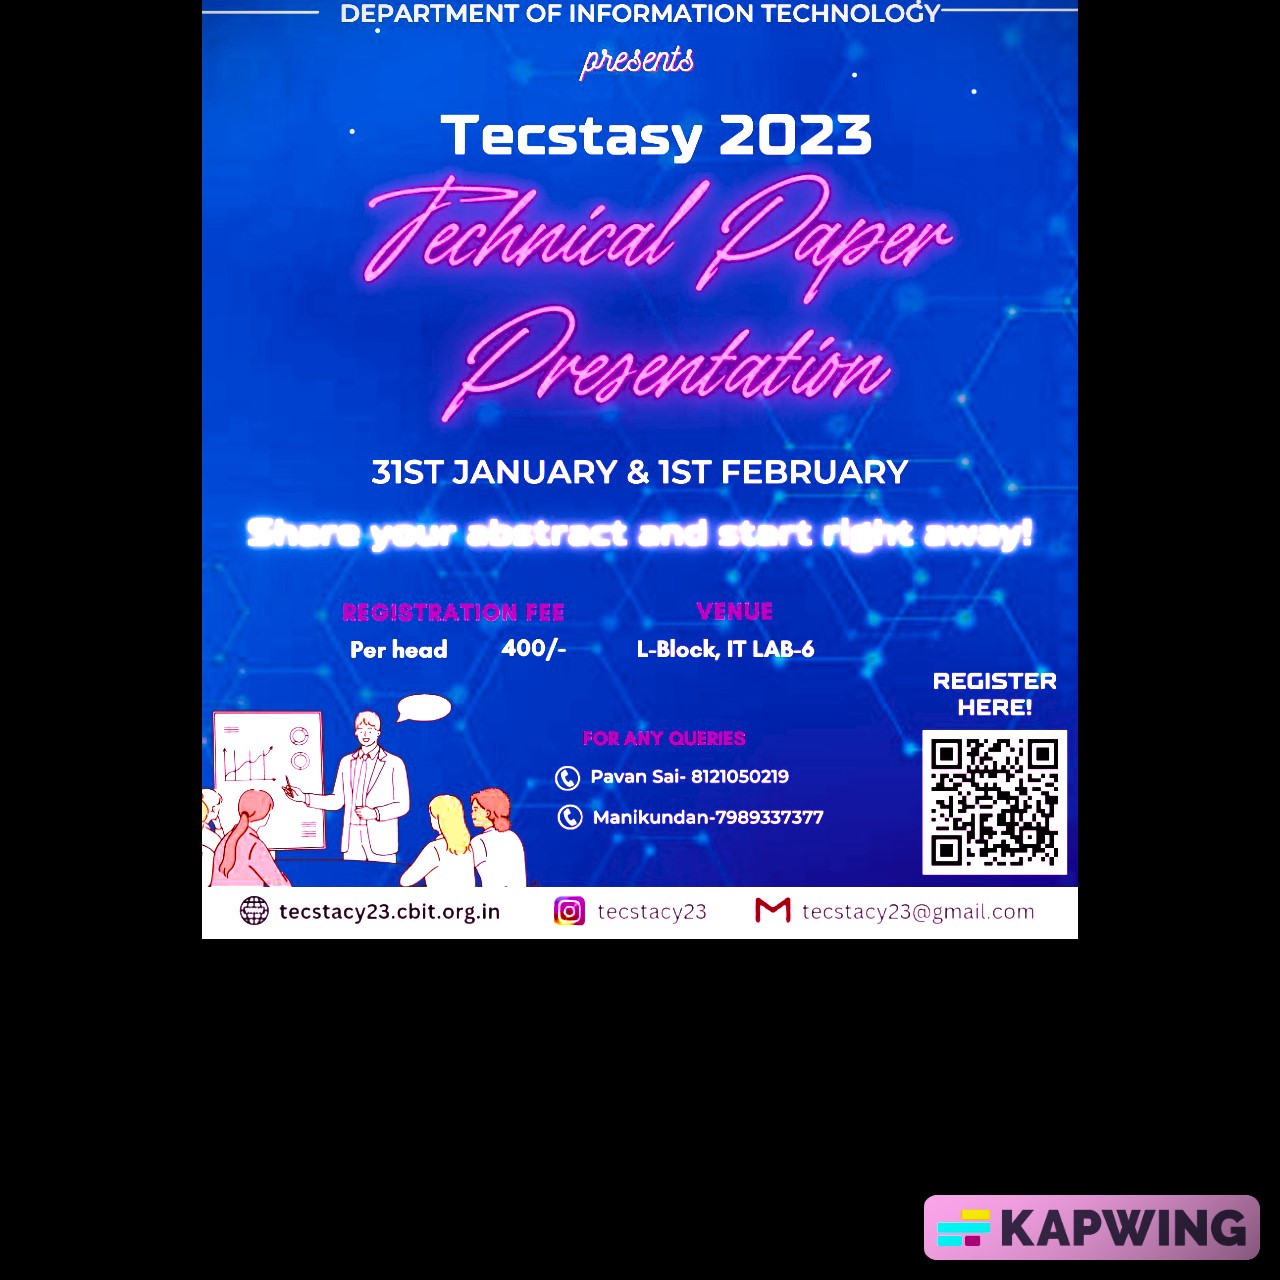 DEPARTMENT OF INFORMATION TECHNOLOGY
presents
Tecstasy 2023
Technical Paper
Presentation
31ST JANUARY & 1ST FEBRUARY
Share your abstract and start right away!
REGISTRATION FEE
Per head 400/-
VENUE
L-Block, IT LAB-6
REGISTER
HERE!
FOR ANY QUERIES
Pavan Sai- 8121050219
Manikundan-7989337377
tecstacy23.cbit.org.in
tecstacy23
tecstacy23@gmail.com
KAPWING